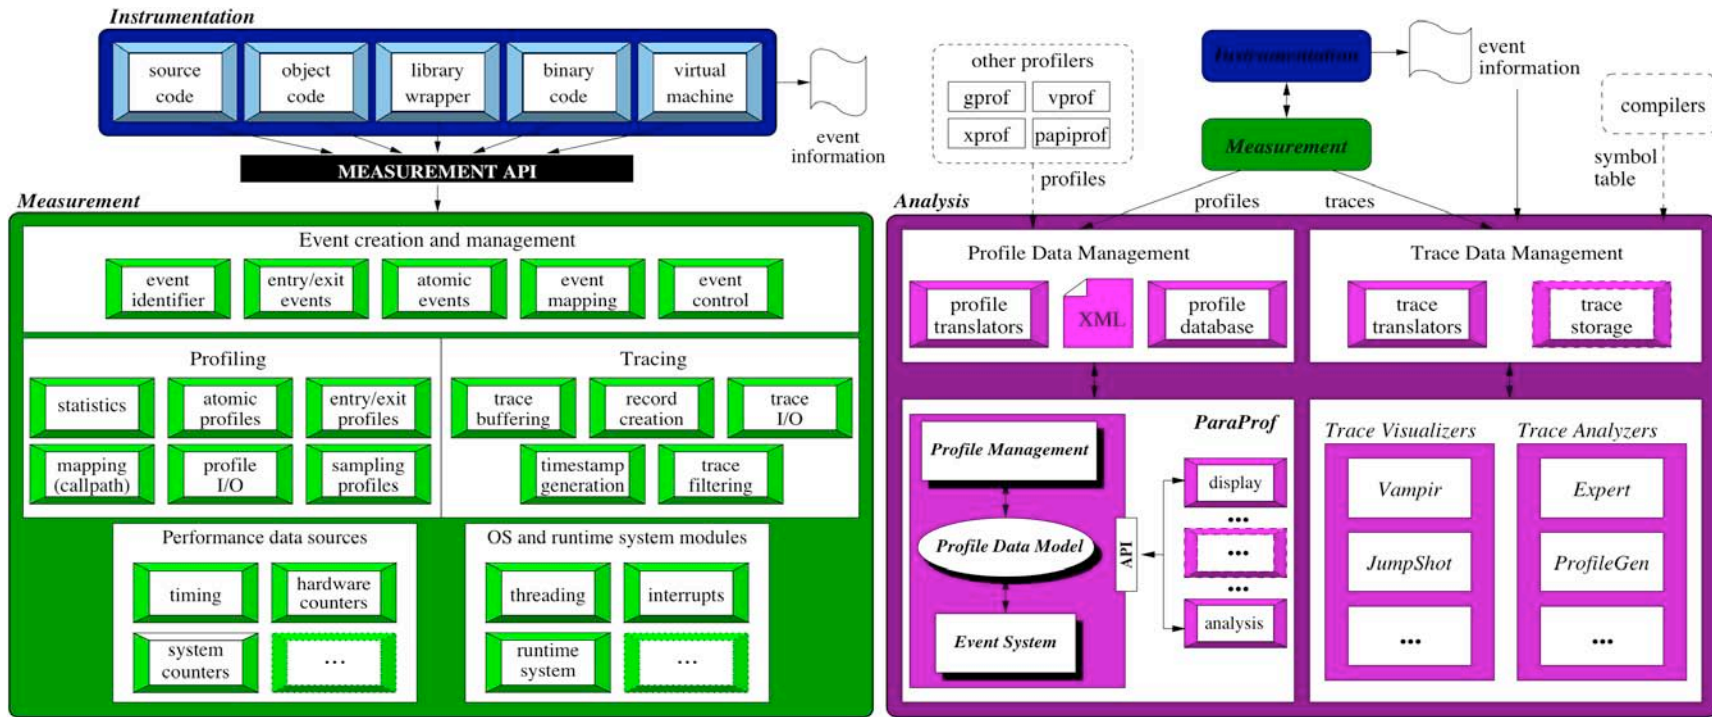 Instrumentation
source
code
object
code
library
wrapper
binary
code
virtual
machine
event
information
MEASUREMENT API
Measurement
Event creation and management
event
identifier
entry/exit
events
atomic
events
event
mapping
event
control
Profiling
statistics
atomic
profiles
entry/exit
profiles
mapping
(callpath)
profile
I/O
sampling
profiles
Tracing
trace
buffering
record
creation
trace
I/O
timestamp
generation
trace
filtering
Performance data sources
timing
hardware
counters
system
counters
...
OS and runtime system modules
threading
interrupts
runtime
system
...
other profilers
gprof
vprof
xprof
papiprof
profiles
Instrumentation
event
information
Measurement
compilers
symbol
table
profiles
traces
Analysis
Profile Data Management
profile
translators
XML
profile
database
Trace Data Management
trace
translators
trace
storage
ParaProf
Profile Management
Profile Data Model
Event System
API
display
...
...
...
analysis
Trace Visualizers
Vampir
JumpShot
...
Trace Analyzers
Expert
ProfileGen
...